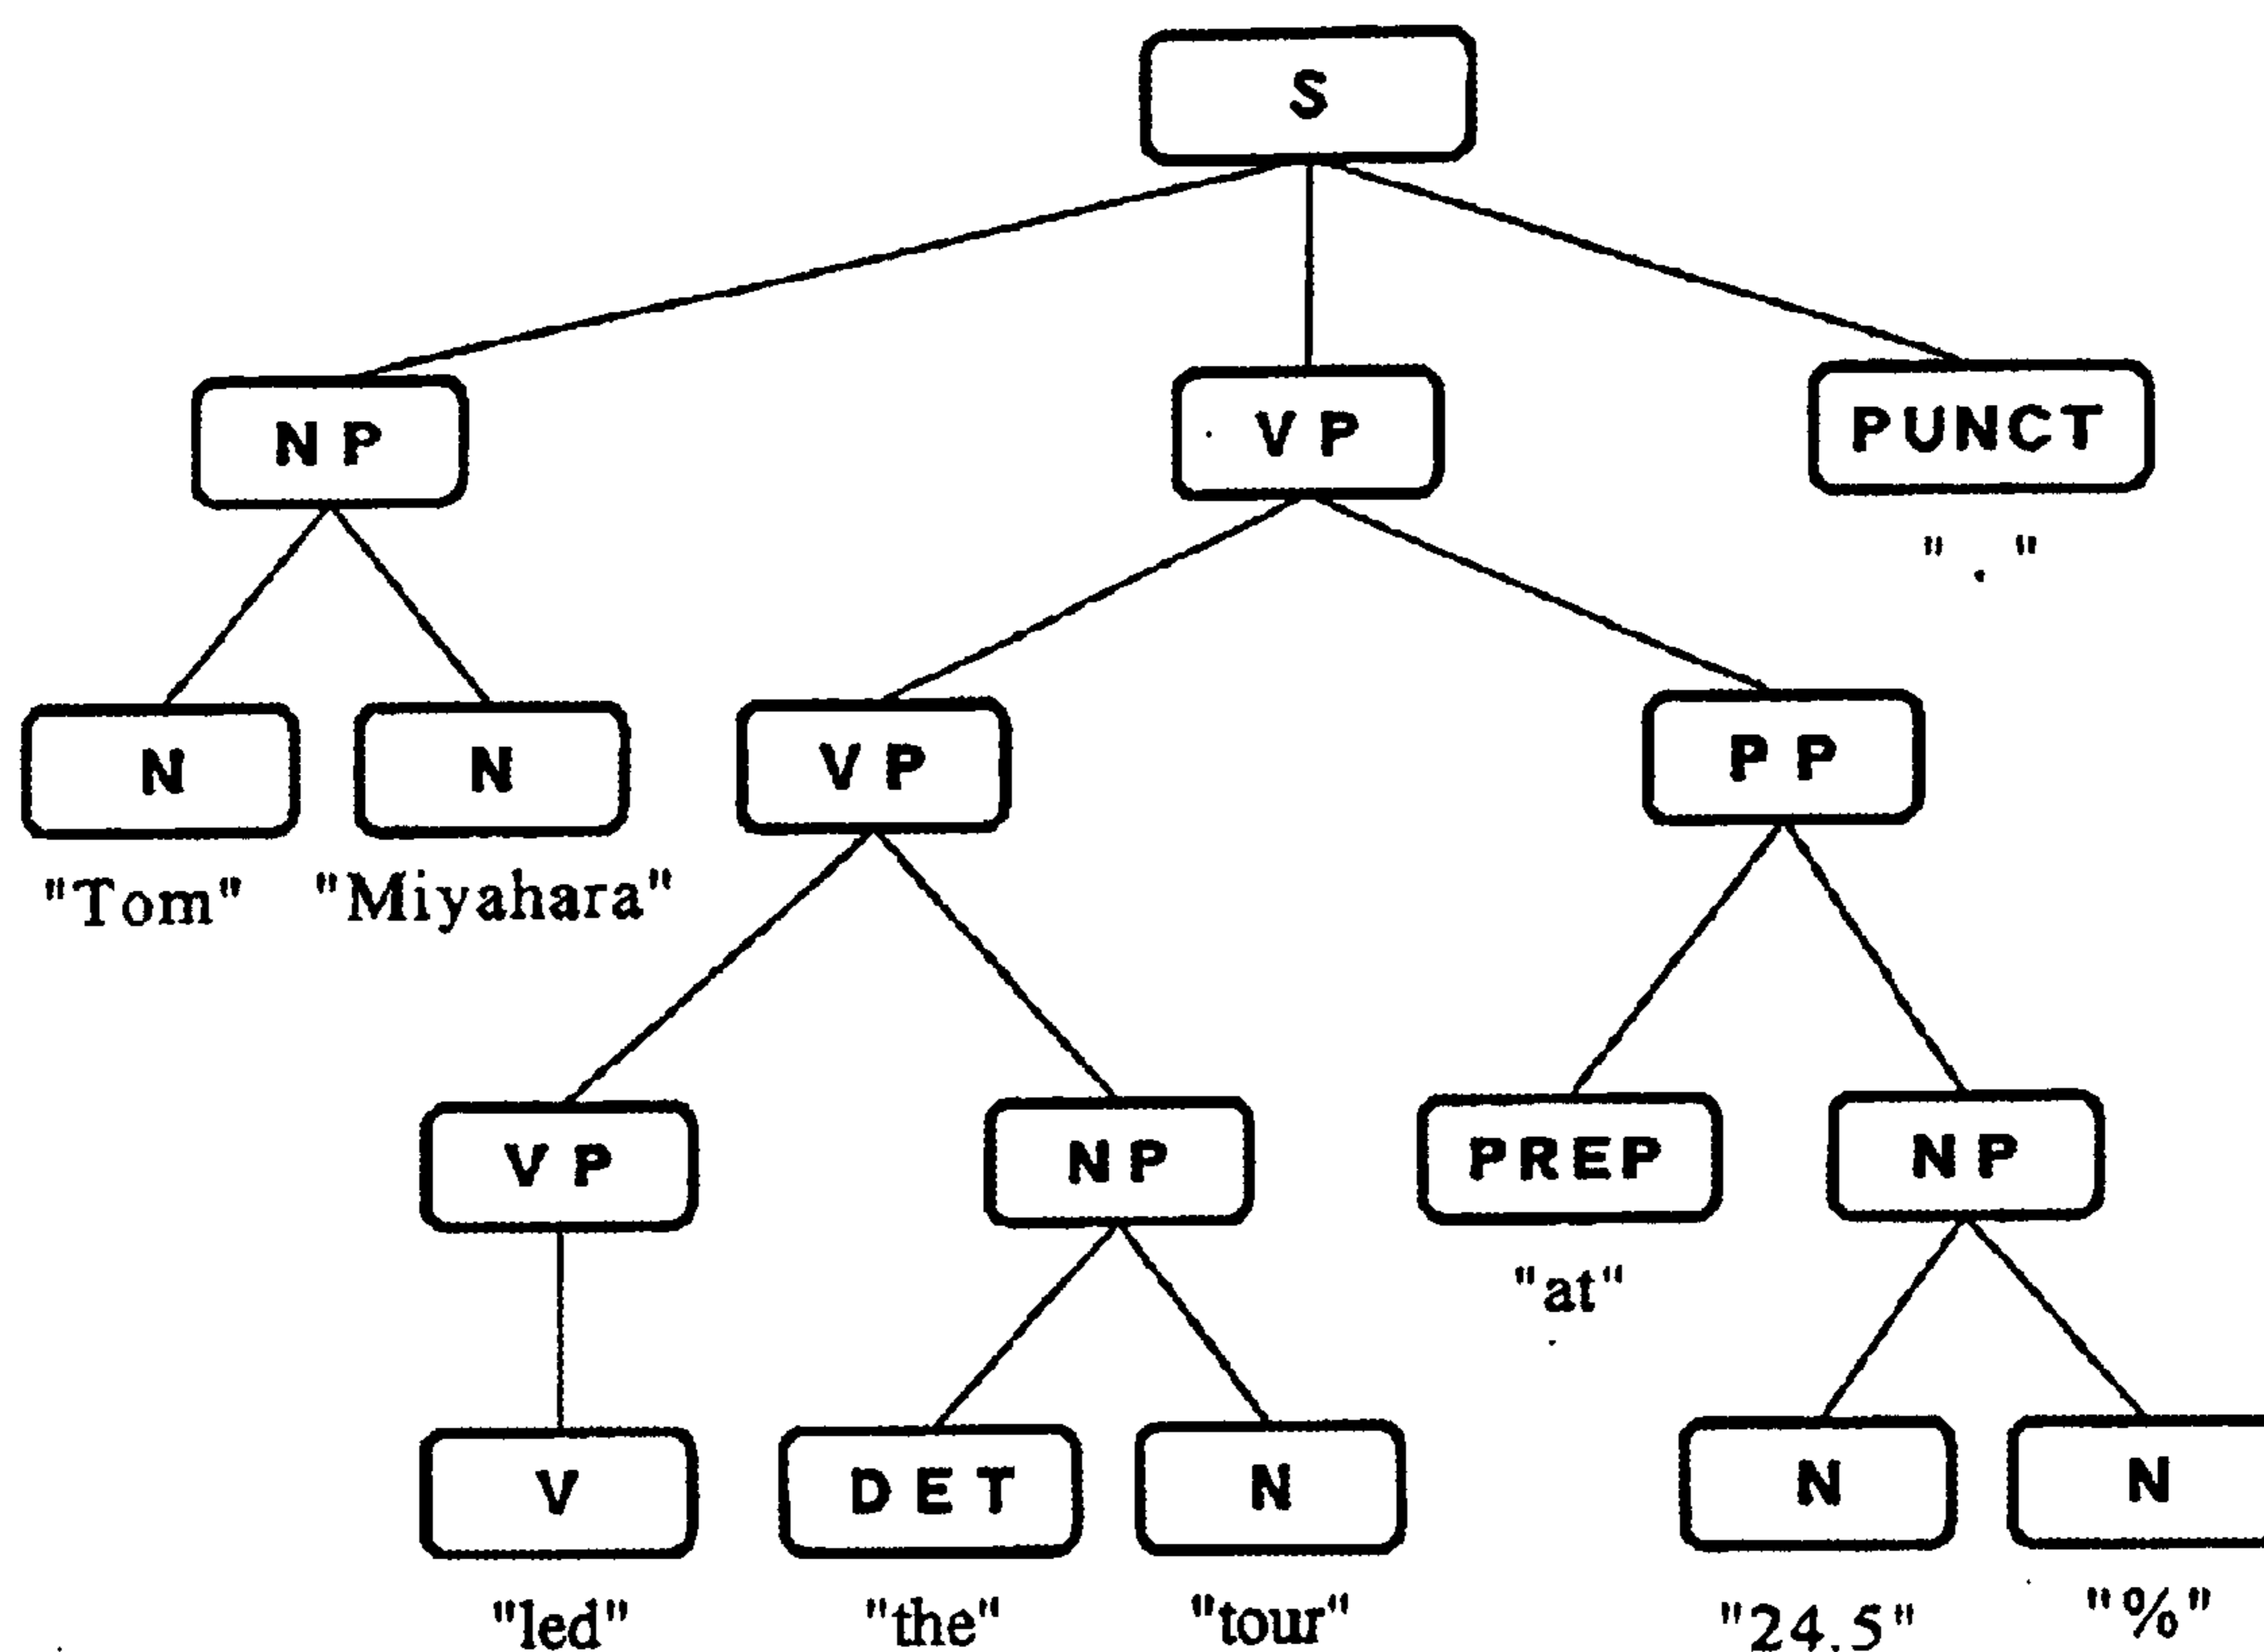 S
NP VP PUNCT
" . "
N N VP PP
"Tom" "Miyahara"
VP NP PREP NP
"at"
V DET N N N
"led" "the" "tour" "24.5" "%"